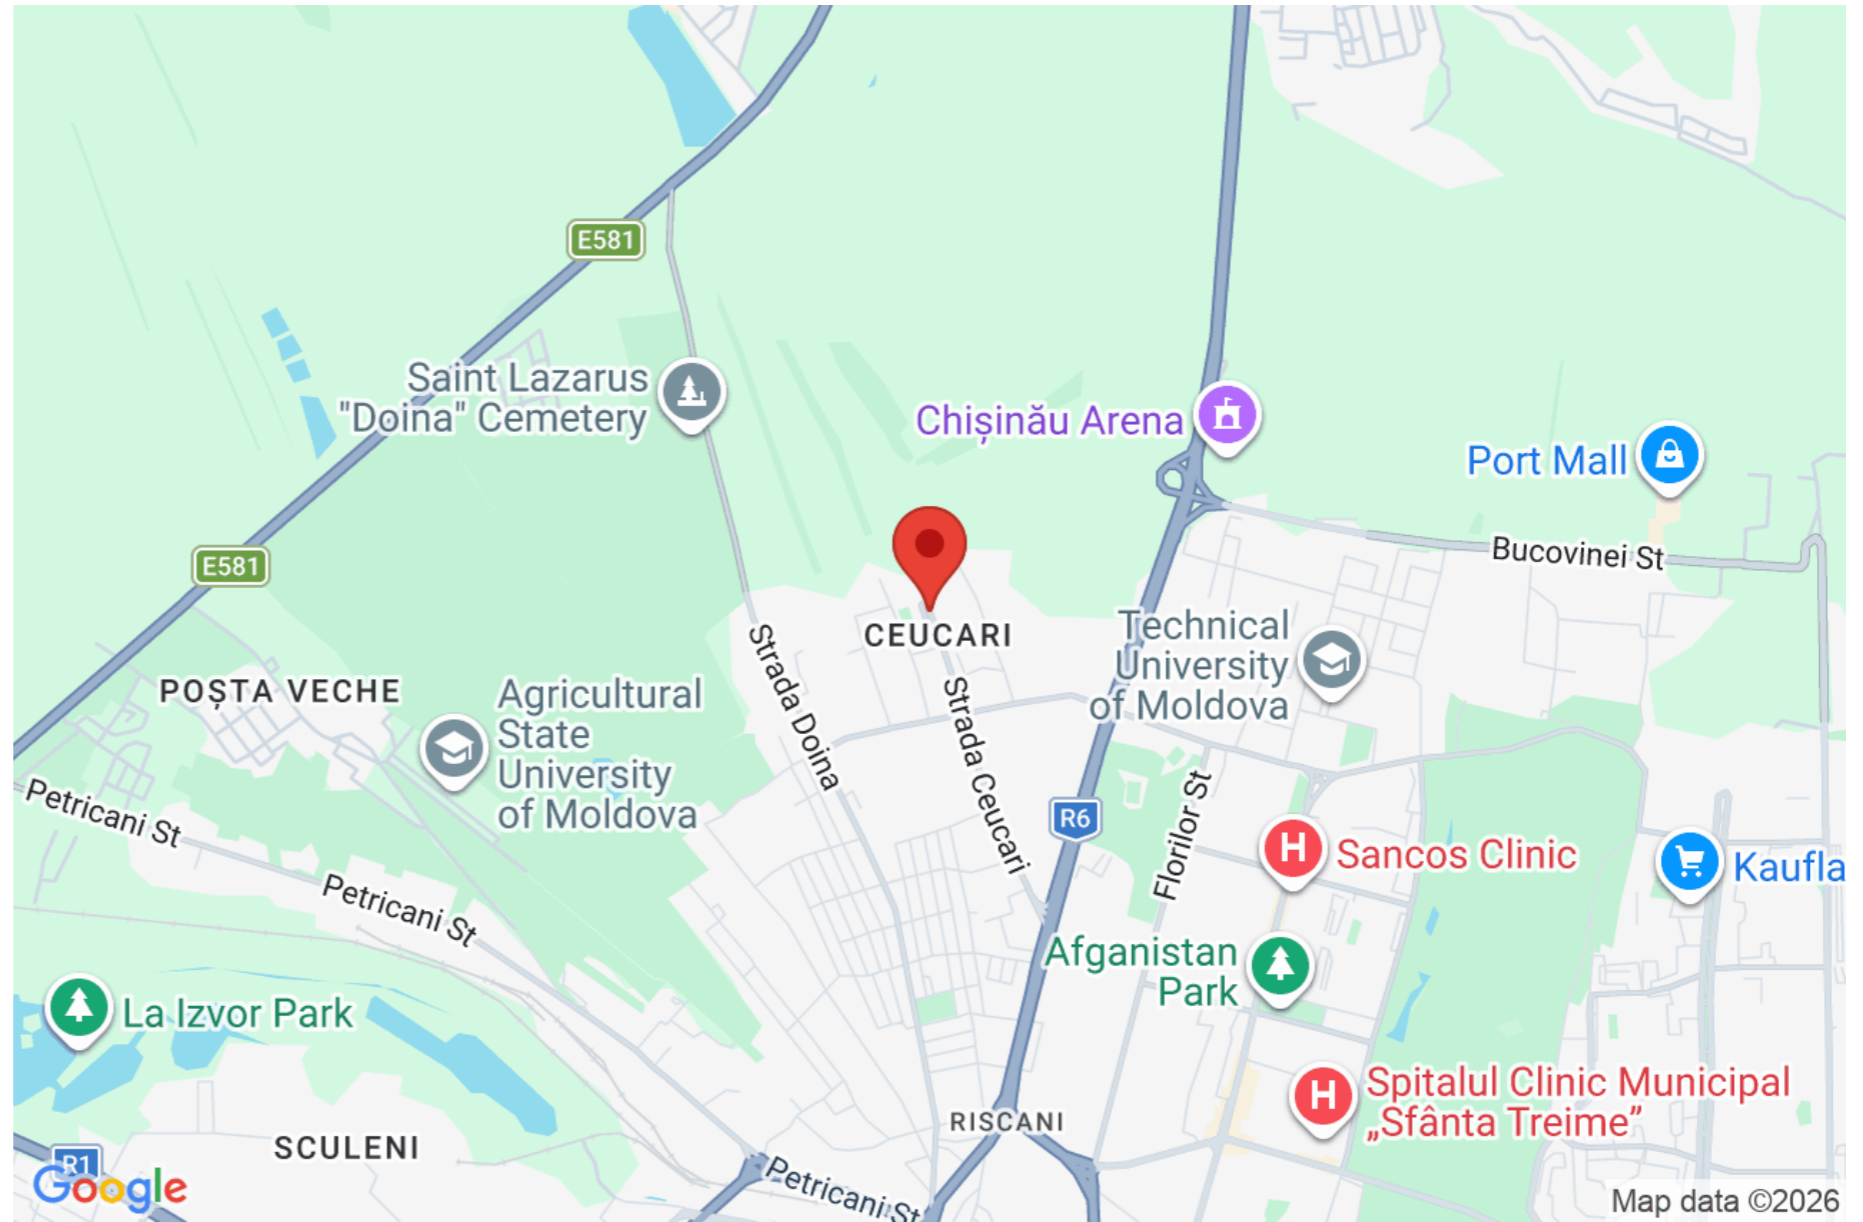 E581
Saint Lazarus
"Doina" Cemetery
Chișinău Arena
Port Mall
E581
Bucovinei St
CEUCARI
Technical
University
of Moldova
Strada Doina
Strada Ceucari
POȘTA VECHE
Agricultural
State
University
of Moldova
Petricani St
R6
Florilor St
Sancos Clinic
Kaufla
Petricani St
Afganistan
Park
La Izvor Park
Spitalul Clinic Municipal
„Sfânta Treime”
RISCANI
SCULENI
R1
Petricani St
Google
Map data ©2026
H
H